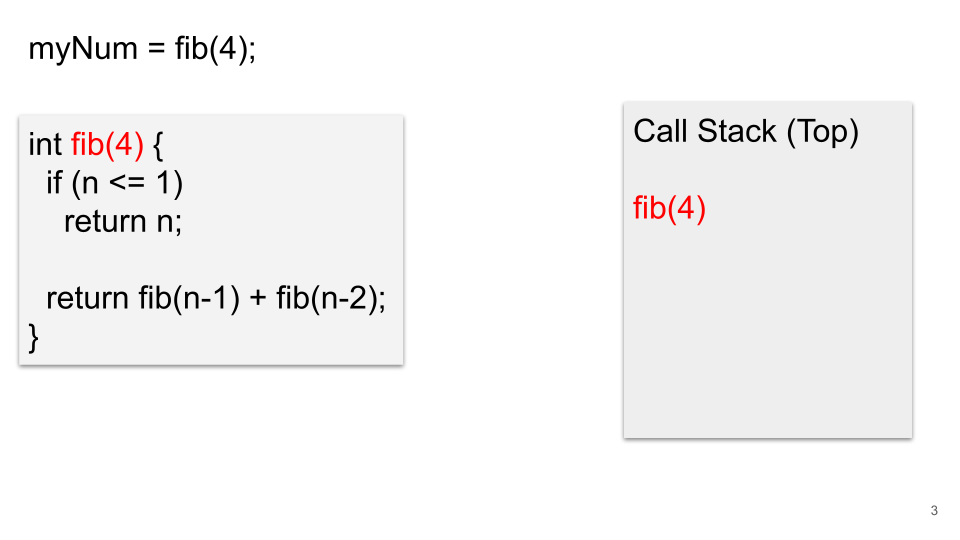 myNum = fib(4);
int fib(4) {
if (n <= 1)
return n;
return fib(n-1) + fib(n-2);
}
Call Stack (Top)
fib(4)
3